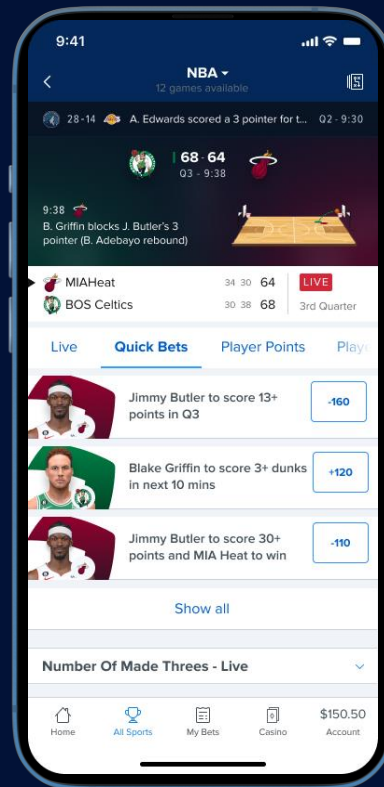 9:41
NBA
12 games available
28-14 A. Edwards scored a 3 pointer for t... Q2 - 9:30
68 - 64
Q3 - 9:38
9:38
B. Griffin blocks J. Butler's 3
pointer (B. Adebayo rebound)
MIAHeat 34 30 64 LIVE
BOS Celtics 30 38 68 3rd Quarter
Live Quick Bets Player Points Play
Jimmy Butler to score 13+
points in Q3
-160
Blake Griffin to score 3+ dunks
in next 10 mins
+120
Jimmy Butler to score 30+
points and MIA Heat to win
-110
Show all
Number Of Made Threes - Live
Home All Sports My Bets Casino $150.50 Account